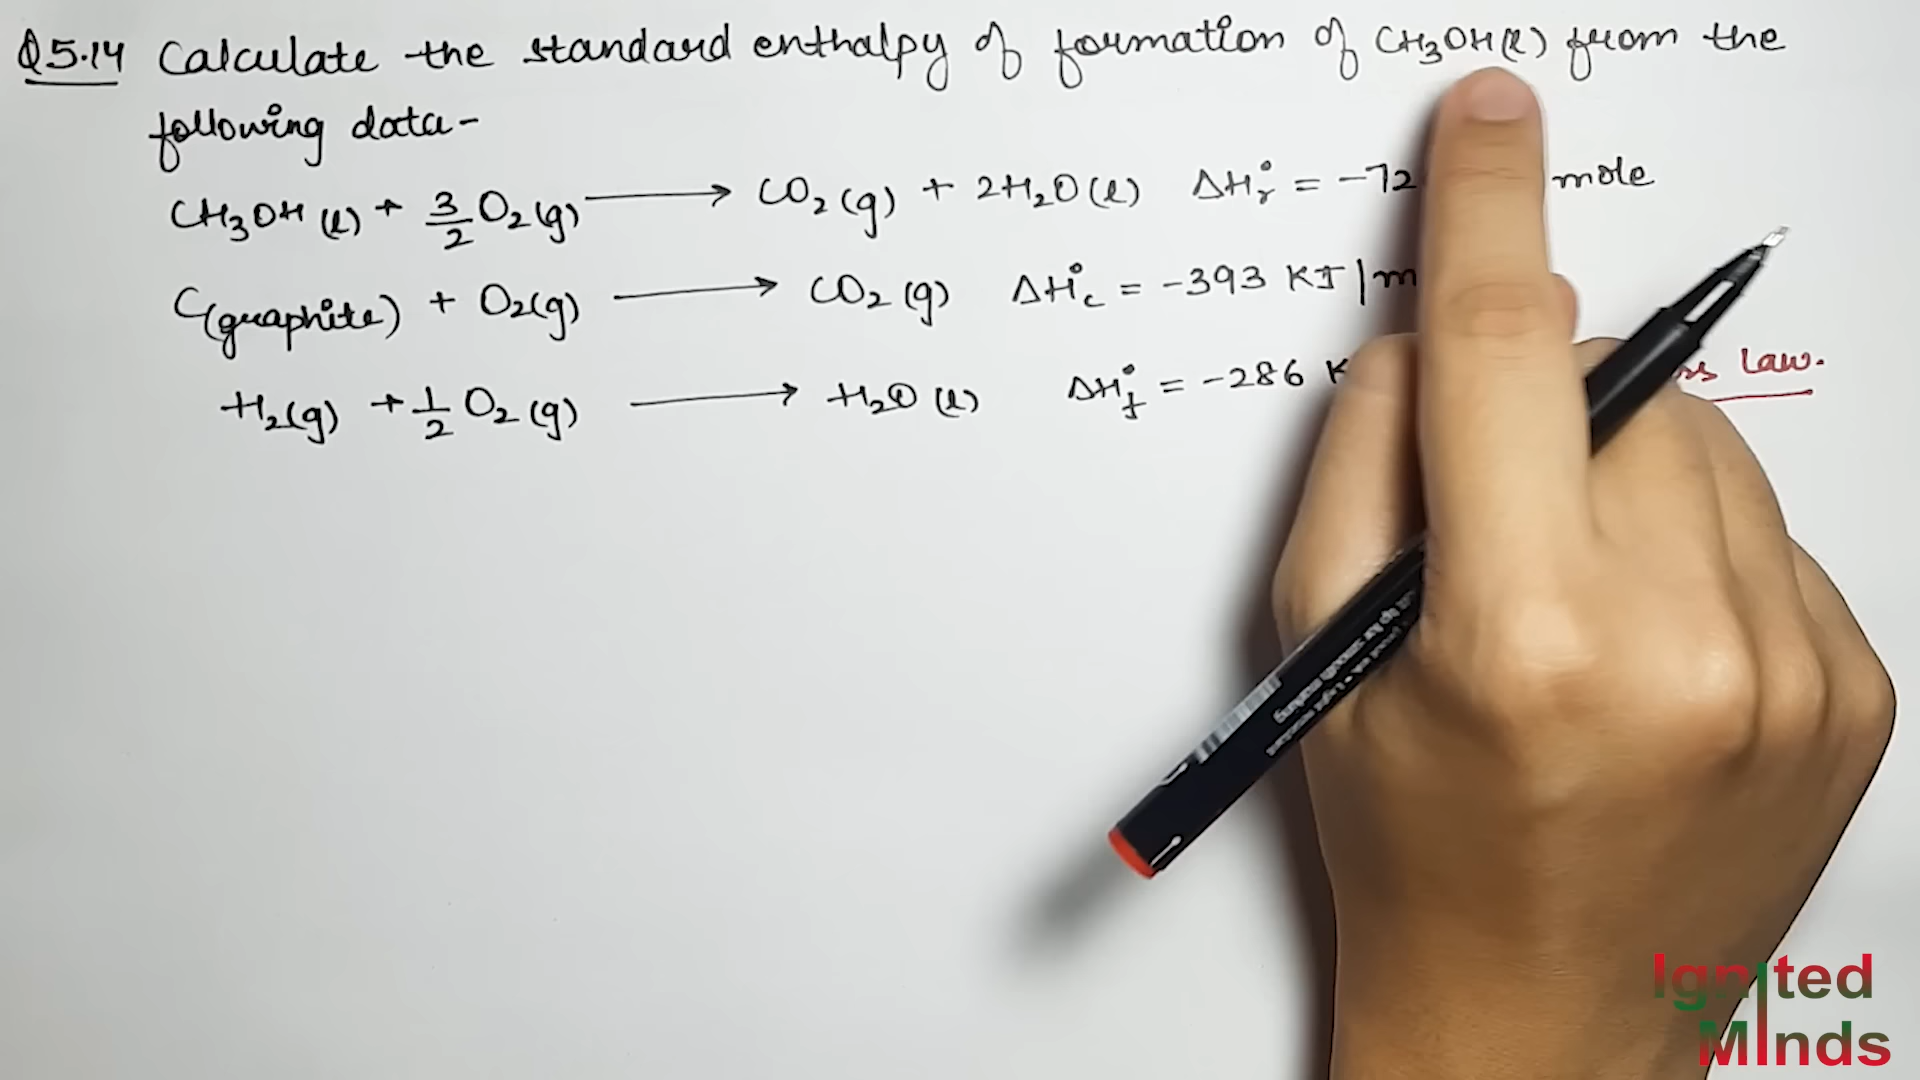 Q5.14 Calculate the standard enthalpy of formation of CH₃OH(l) from the
following data-
CH₃OH (l) + 3/2 O₂(g) ⟶ CO₂(g) + 2H₂O(l) ΔH°r = -72 mole
C(graphite) + O₂(g) ⟶ CO₂(g) ΔH°c = -393 KJ/m
H₂(g) + 1/2 O₂(g) ⟶ H₂O(l) ΔH°f = -286 K
law.
Ignited
Minds